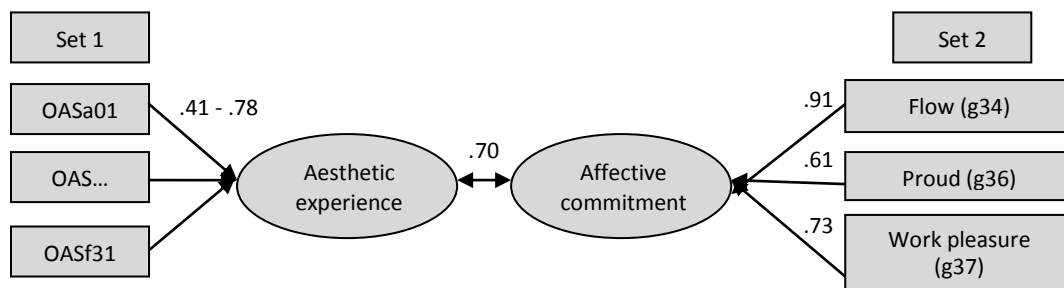 Set 1
Set 2
OASa01
.41 - .78
.91
Flow (g34)
OAS...
Aesthetic
experience
.70
Affective
commitment
.61
Proud (g36)
OASf31
.73
Work pleasure
(g37)